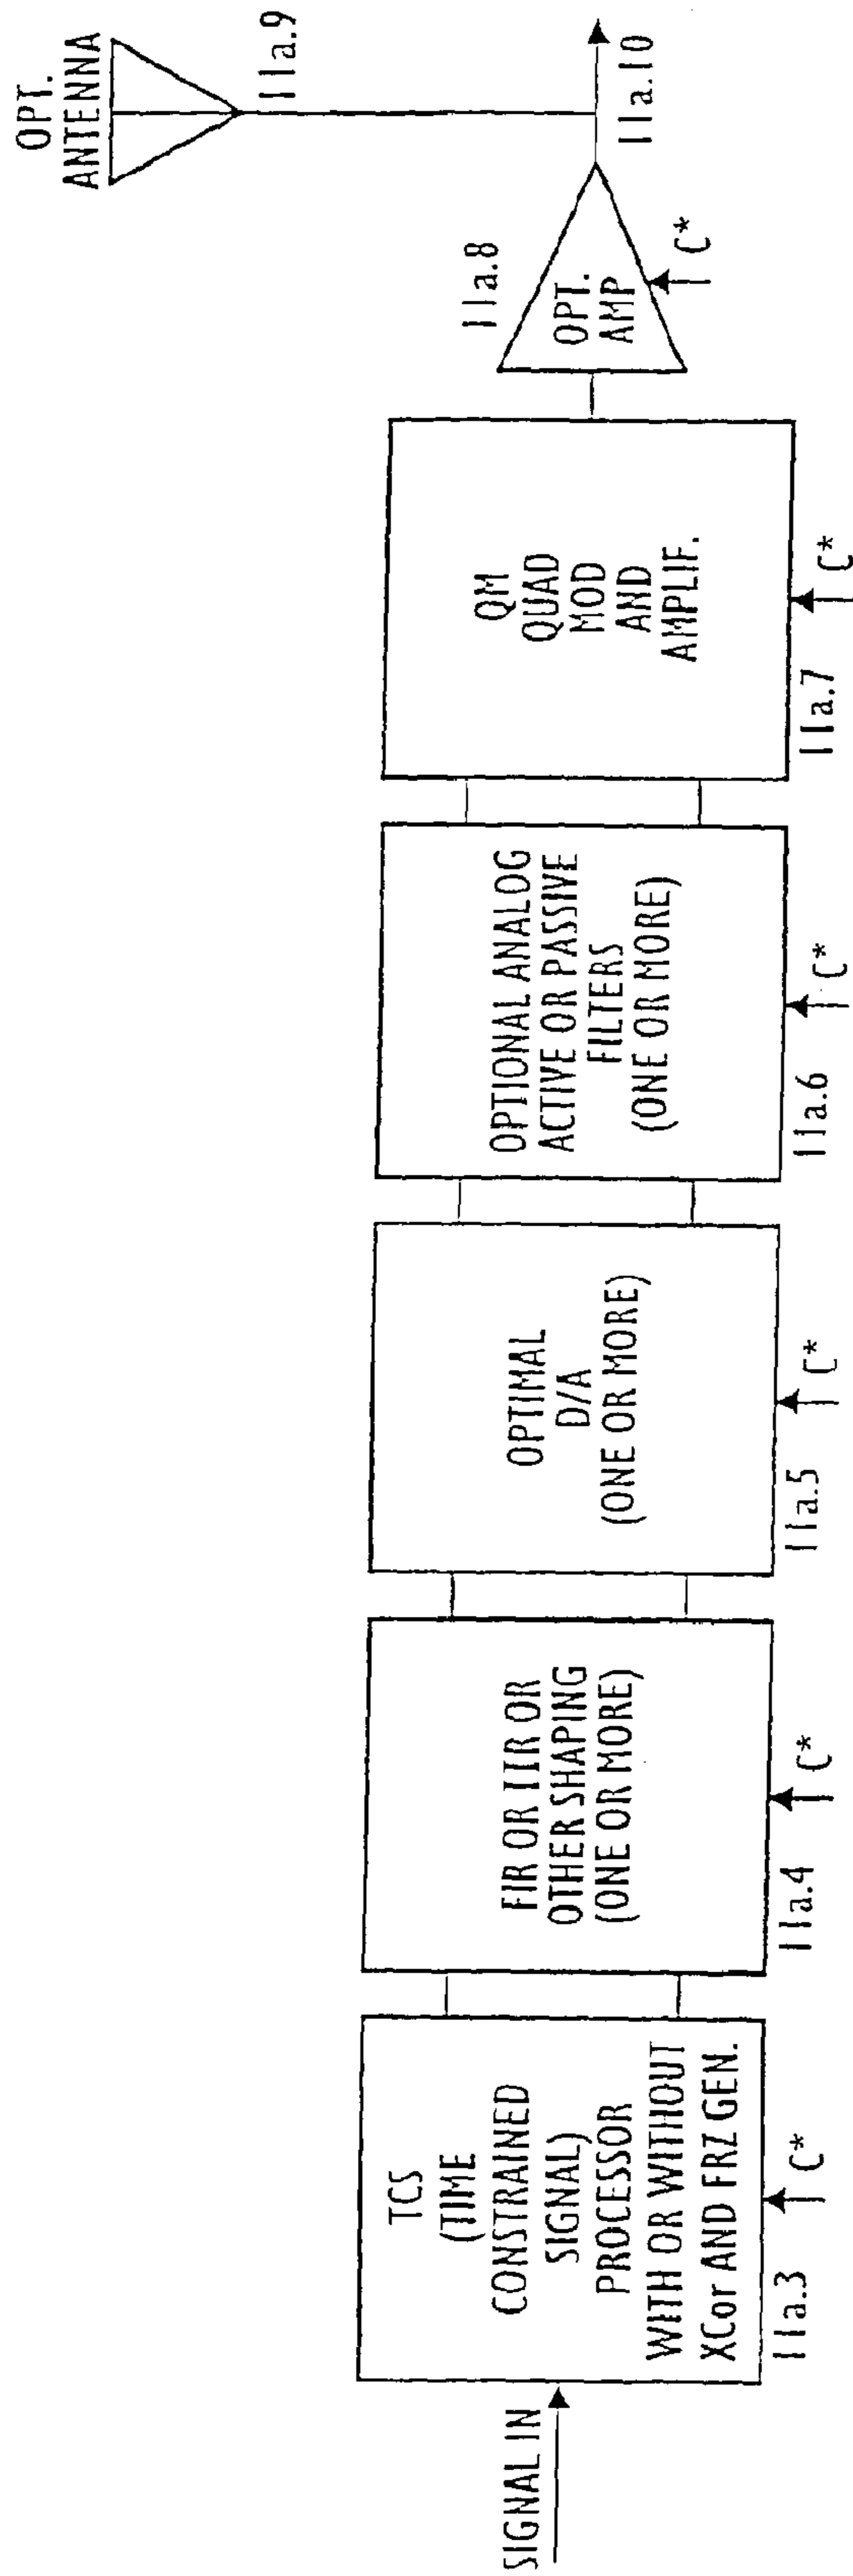 SIGNAL IN
TCS
(TIME
CONSTRAINED
SIGNAL)
PROCESSOR
WITH OR WITHOUT
XCor AND FRZ GEN.
11a.3
C*
FIR OR IIR OR
OTHER SHAPING
(ONE OR MORE)
11a.4
C*
OPTIMAL
D/A
(ONE OR MORE)
11a.5
C*
OPTIONAL ANALOG
ACTIVE OR PASSIVE
FILTERS
(ONE OR MORE)
11a.6
C*
QM
QUAD
MOD
AND
AMPLIF.
11a.7
C*
11a.8
OPT.
AMP
C*
OPT.
ANTENNA
11a.9
11a.10